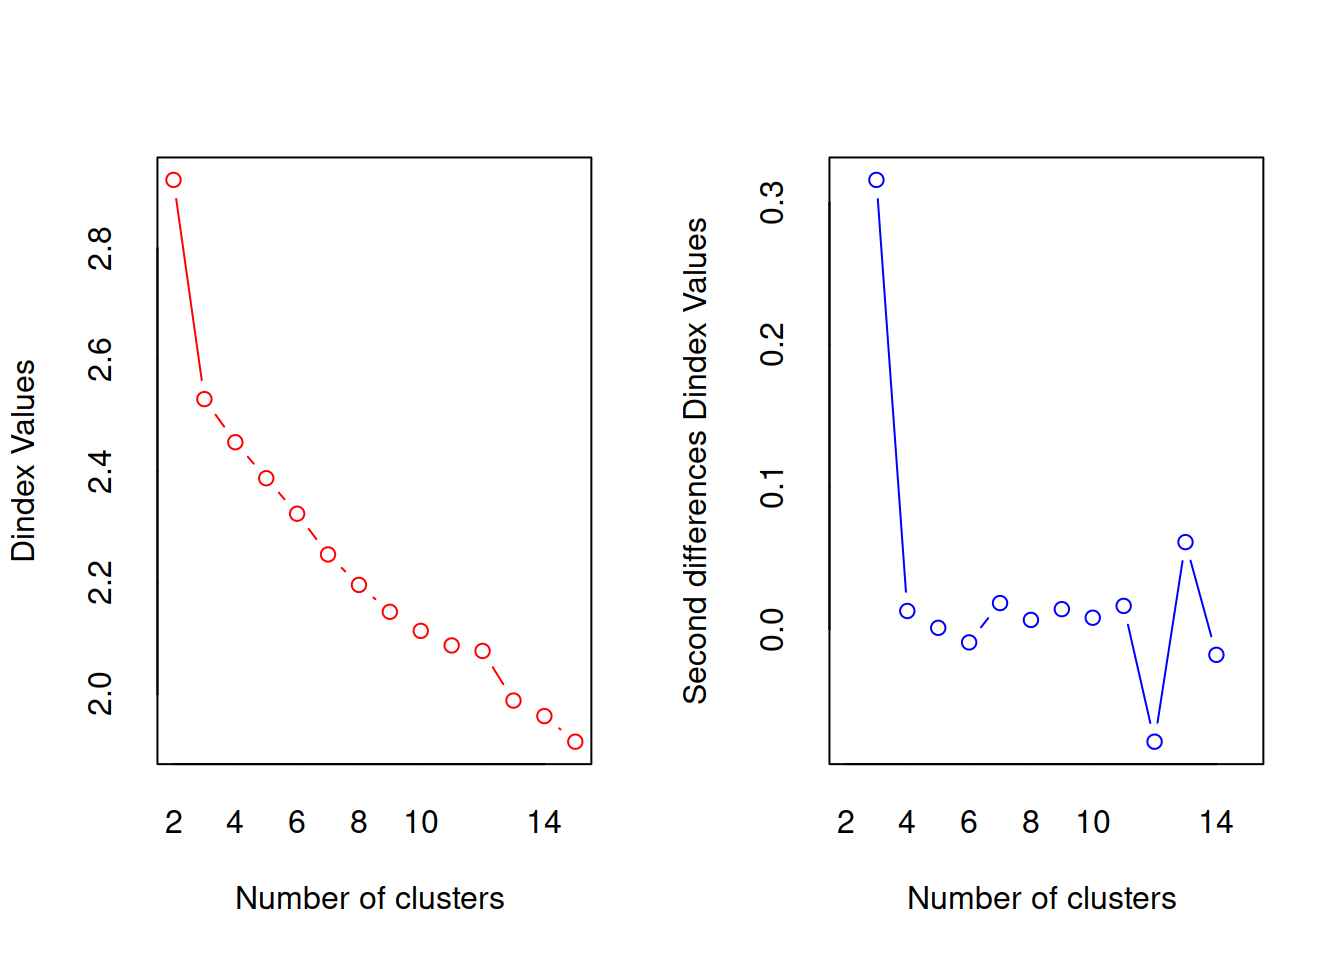 Dindex Values
2.8
2.6
2.4
2.2
2.0
2 4 6 8 10 14
Number of clusters
Second differences Dindex Values
0.3
0.2
0.1
0.0
2 4 6 8 10 14
Number of clusters